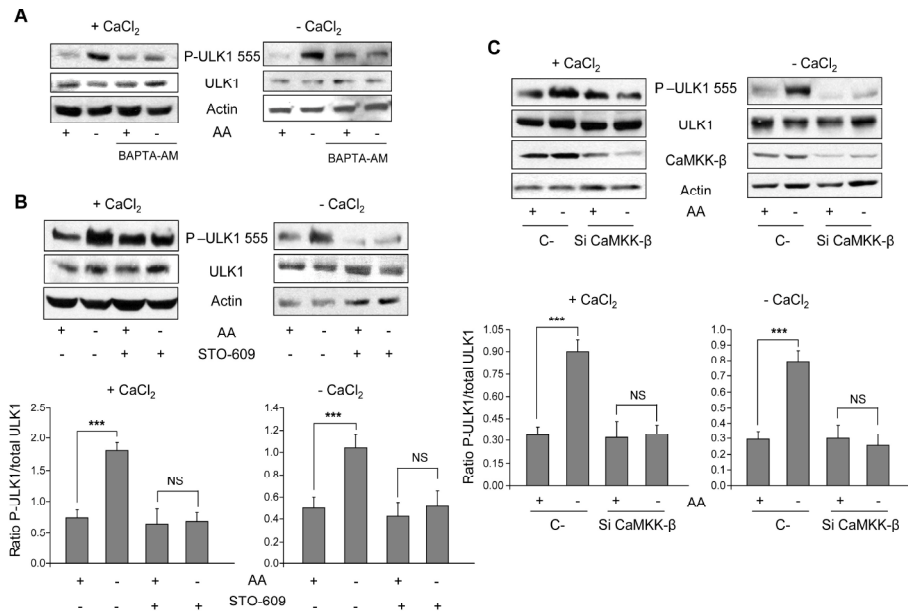 A
+ CaCl2
- CaCl2
P-ULK1 555
ULK1
Actin
+ - + - AA + - + -
BAPTA-AM BAPTA-AM
B
+ CaCl2
- CaCl2
P–ULK1 555
ULK1
Actin
+ - + - AA + - + -
- - + + STO-609 - - + +
+ CaCl2
- CaCl2
Ratio P-ULK1/total ULK1
2.5
2.0
1.5
1.0
0.5
0.0
***
NS
1.4
1.2
1.0
0.8
0.6
0.4
0.2
0.0
***
NS
+ - + - AA + - + -
- - + + STO-609 - - + +
C
+ CaCl2
- CaCl2
P–ULK1 555
ULK1
CaMKK-β
Actin
+ - + - AA + - + -
C- Si CaMKK-β C- Si CaMKK-β
+ CaCl2
- CaCl2
Ratio P-ULK1/total ULK1
1.05
0.90
0.75
0.60
0.45
0.30
0.15
0.00
***
NS
1.0
0.9
0.8
0.7
0.6
0.5
0.4
0.3
0.2
0.1
0.0
***
NS
+ - + - AA + - + -
C- Si CaMKK-β C- Si CaMKK-β